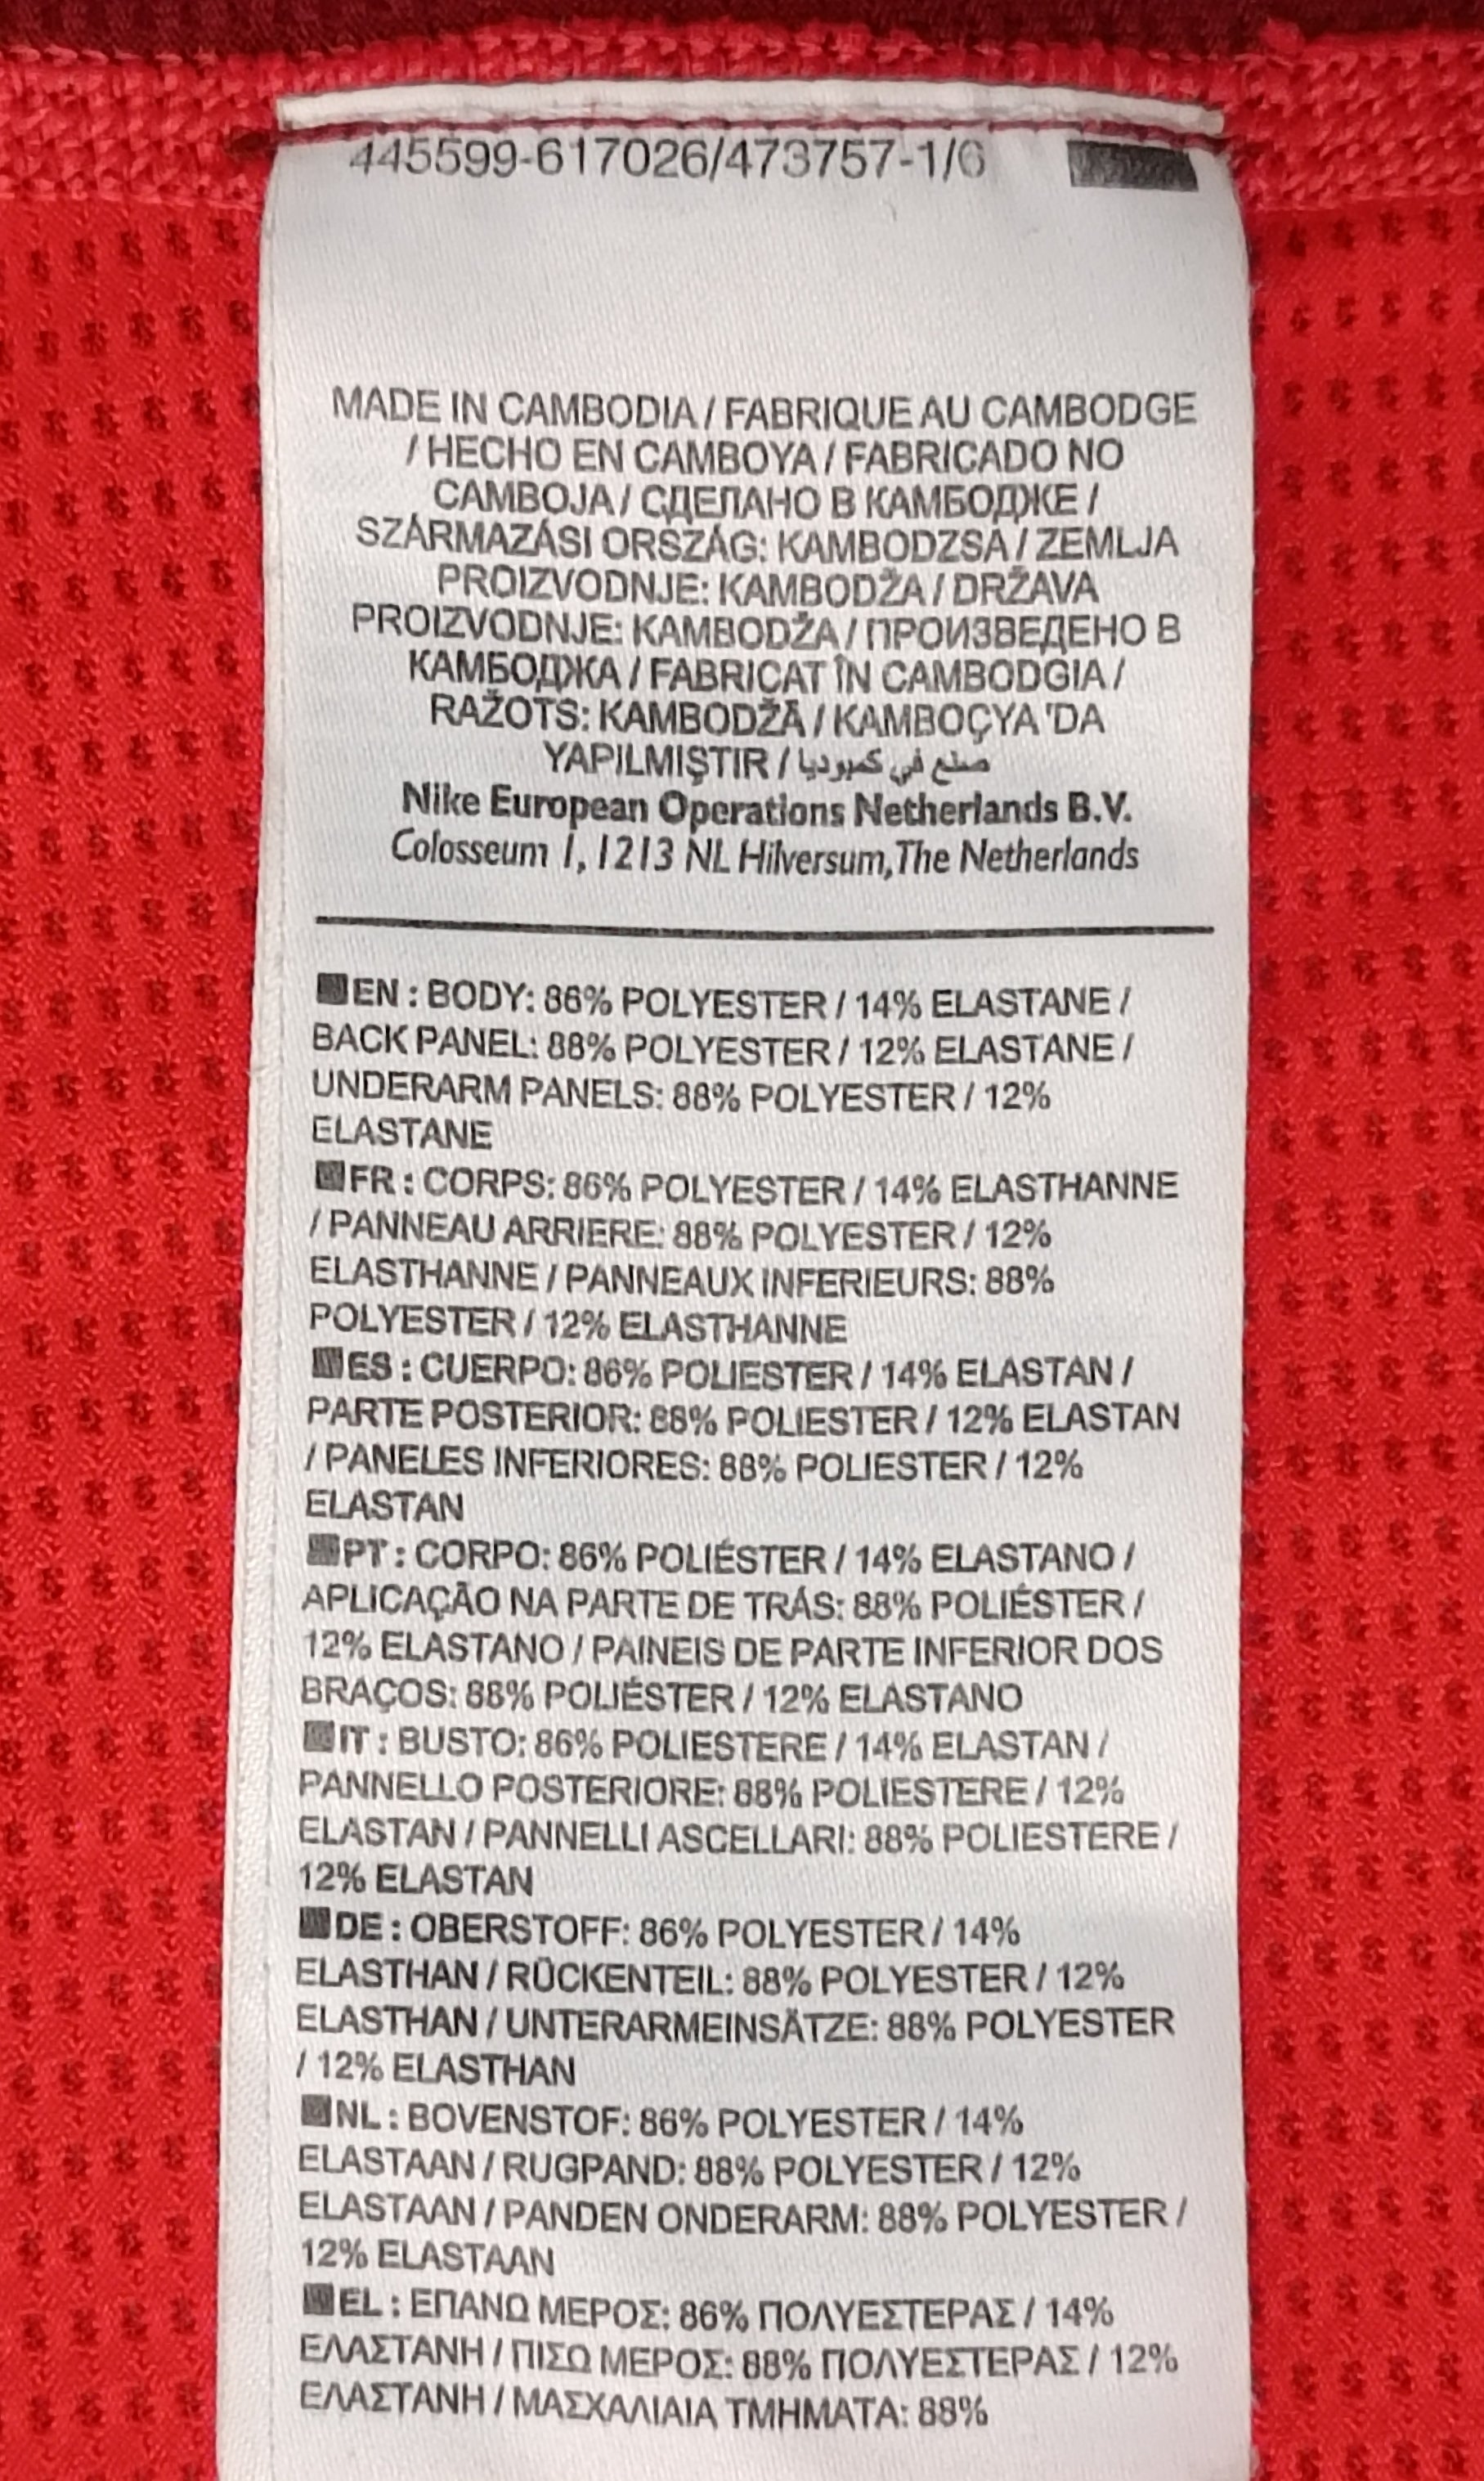 445599-617026/473757-1/6
MADE IN CAMBODIA / FABRIQUE AU CAMBODGE
/ HECHO EN CAMBOYA / FABRICADO NO
CAMBOJA / СДЕЛАНО В КАМБОДЖЕ /
SZÁRMAZÁSI ORSZÁG: KAMBODZSA / ZEMLJA
PROIZVODNJE: KAMBODŽA / DRŽAVA
PROIZVODNJE: KAMBODŽA / ПРОИЗВЕДЕНО В
КАМБОДЖА / FABRICAT ÎN CAMBODGIA /
RAŽOTS: KAMBODŽĀ / KAMBOÇYA 'DA
YAPILMIŞTIR / صنع في كمبوديا
Nike European Operations Netherlands B.V.
Colosseum 1, 1213 NL Hilversum, The Netherlands
EN : BODY: 86% POLYESTER / 14% ELASTANE /
BACK PANEL: 88% POLYESTER / 12% ELASTANE /
UNDERARM PANELS: 88% POLYESTER / 12%
ELASTANE
FR : CORPS: 86% POLYESTER / 14% ELASTHANNE
/ PANNEAU ARRIERE: 88% POLYESTER / 12%
ELASTHANNE / PANNEAUX INFERIEURS: 88%
POLYESTER / 12% ELASTHANNE
ES : CUERPO: 86% POLIESTER / 14% ELASTAN /
PARTE POSTERIOR: 88% POLIESTER / 12% ELASTAN
/ PANELES INFERIORES: 88% POLIESTER / 12%
ELASTAN
PT : CORPO: 86% POLIÉSTER / 14% ELASTANO /
APLICAÇÃO NA PARTE DE TRÁS: 88% POLIÉSTER /
12% ELASTANO / PAINEIS DE PARTE INFERIOR DOS
BRAÇOS: 88% POLIÉSTER / 12% ELASTANO
IT : BUSTO: 86% POLIESTERE / 14% ELASTAN /
PANNELLO POSTERIORE: 88% POLIESTERE / 12%
ELASTAN / PANNELLI ASCELLARI: 88% POLIESTERE /
12% ELASTAN
DE : OBERSTOFF: 86% POLYESTER / 14%
ELASTHAN / RÜCKENTEIL: 88% POLYESTER / 12%
ELASTHAN / UNTERARMEINSÄTZE: 88% POLYESTER
/ 12% ELASTHAN
NL : BOVENSTOF: 86% POLYESTER / 14%
ELASTAAN / RUGPAND: 88% POLYESTER / 12%
ELASTAAN / PANDEN ONDERARM: 88% POLYESTER /
12% ELASTAAN
EL : ΕΠΑΝΩ ΜΕΡΟΣ: 86% ΠΟΛΥΕΣΤΕΡΑΣ / 14%
ΕΛΑΣΤΑΝΗ / ΠΙΣΩ ΜΕΡΟΣ: 88% ΠΟΛΥΕΣΤΕΡΑΣ / 12%
ΕΛΑΣΤΑΝΗ / ΜΑΣΧΑΛΙΑΙΑ ΤΜΗΜΑΤΑ: 88%